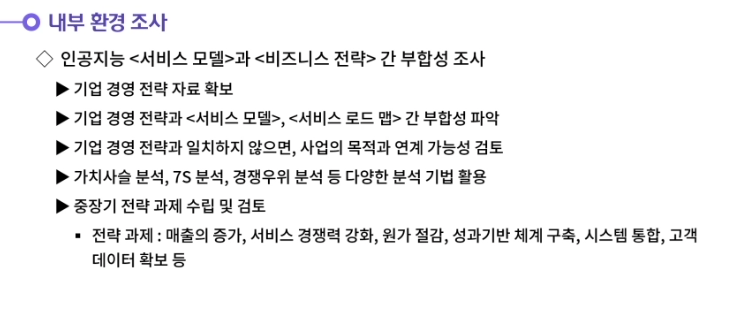 내부 환경 조사
◇ 인공지능 <서비스 모델>과 <비즈니스 전략> 간 부합성 조사
▶ 기업 경영 전략 자료 확보
▶ 기업 경영 전략과 <서비스 모델>, <서비스 로드 맵> 간 부합성 파악
▶ 기업 경영 전략과 일치하지 않으면, 사업의 목적과 연계 가능성 검토
▶ 가치사슬 분석, 7S 분석, 경쟁우위 분석 등 다양한 분석 기법 활용
▶ 중장기 전략 과제 수립 및 검토
▪ 전략 과제 : 매출의 증가, 서비스 경쟁력 강화, 원가 절감, 성과기반 체계 구축, 시스템 통합, 고객
데이터 확보 등